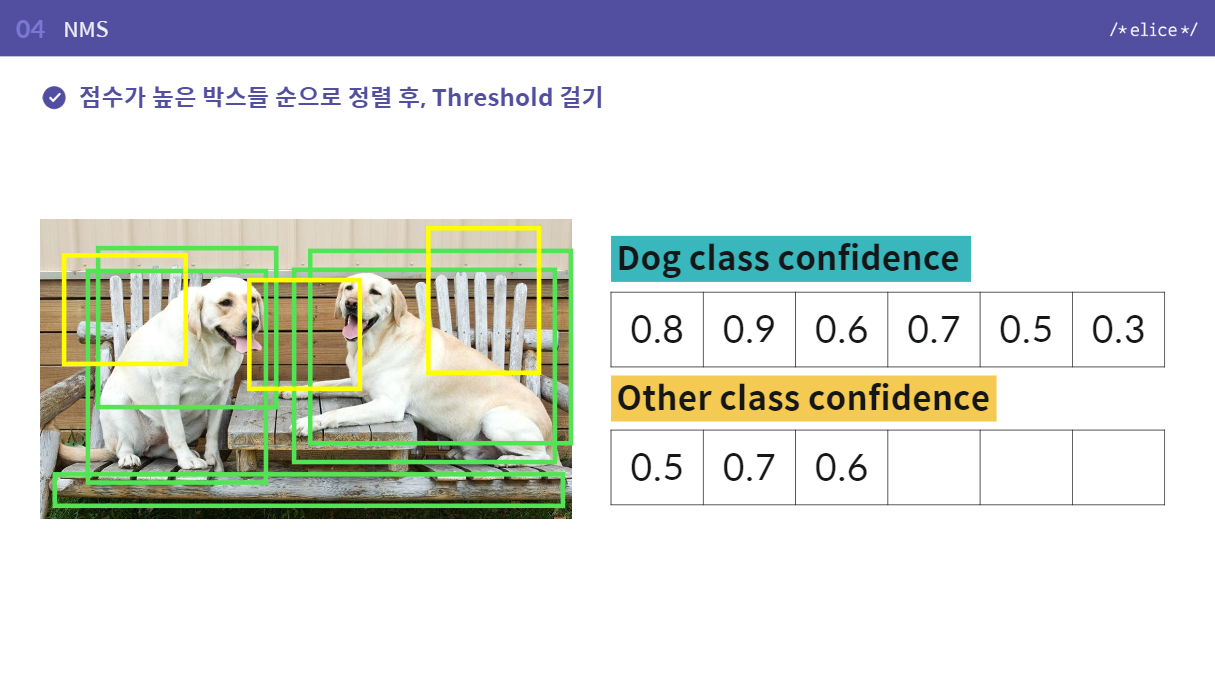 04 NMS
/*elice*/
점수가 높은 박스들 순으로 정렬 후, Threshold 걸기
Dog class confidence
0.8 0.9 0.6 0.7 0.5 0.3
Other class confidence
0.5 0.7 0.6